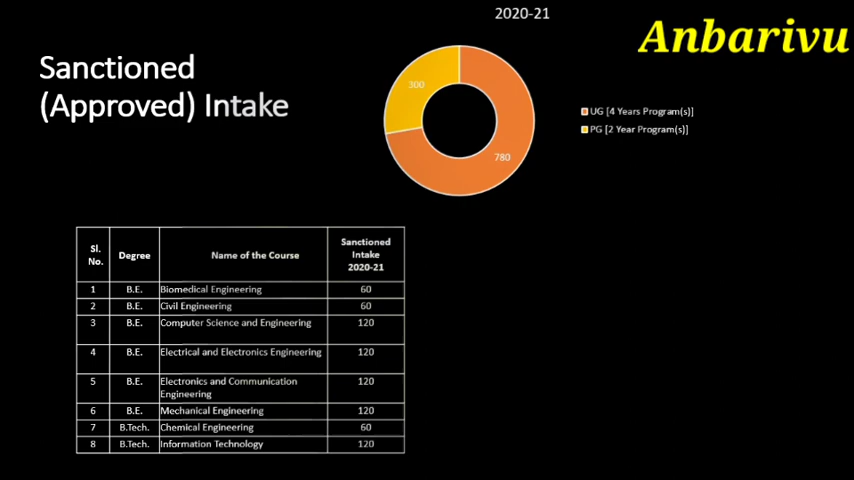 2020-21
Anbarivu
Sanctioned
(Approved) Intake
300
780
UG [4 Years Program(s)]
PG [2 Year Program(s)]
Sl. No. Degree Name of the Course Sanctioned Intake 2020-21
1 B.E. Biomedical Engineering 60
2 B.E. Civil Engineering 60
3 B.E. Computer Science and Engineering 120
4 B.E. Electrical and Electronics Engineering 120
5 B.E. Electronics and Communication Engineering 120
6 B.E. Mechanical Engineering 120
7 B.Tech. Chemical Engineering 60
8 B.Tech. Information Technology 120